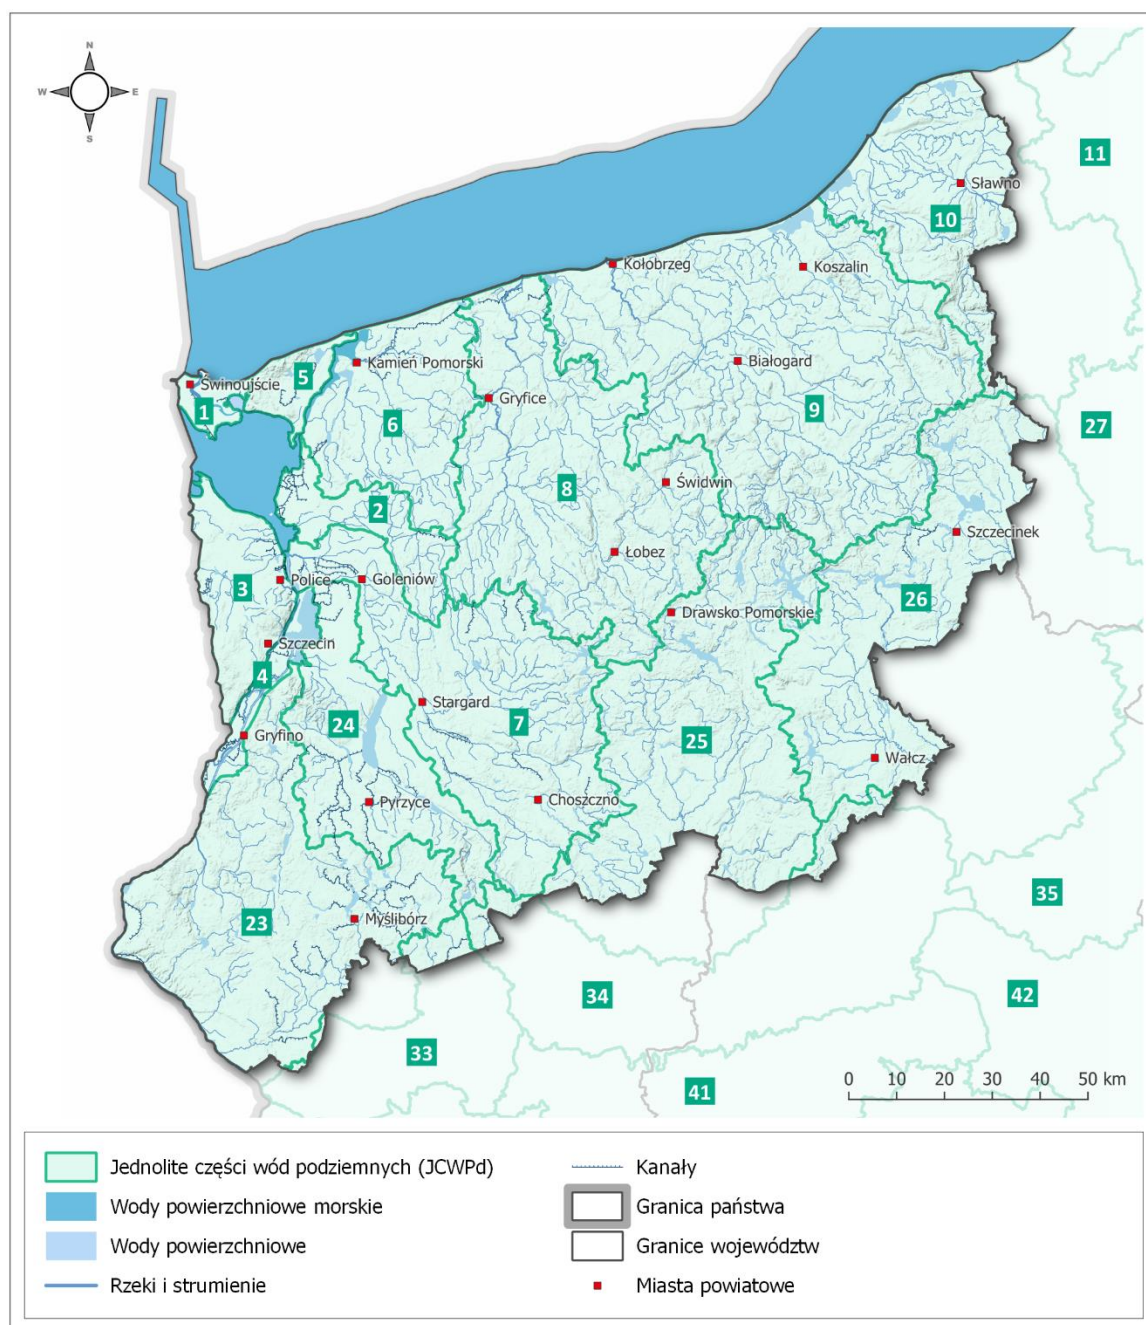 N
W E
S
11
Sławno
10
Kołobrzeg
Koszalin
Kamień Pomorski
Białogard
5
Świnoujście
Gryfice
1
6
9
27
Świdwin
8
2
Szczecinek
Łobez
Police
Goleniów
3
26
Drawsko Pomorskie
Szczecin
4
Stargard
24
7
25
Gryfino
Wałcz
Pyrzyce
Choszczno
35
23
Myślibórz
34
42
33
0 10 20 30 40 50 km
41
Jednolite części wód podziemnych (JCWPd)
Wody powierzchniowe morskie
Wody powierzchniowe
Rzeki i strumienie
Kanały
Granica państwa
Granice województw
Miasta powiatowe